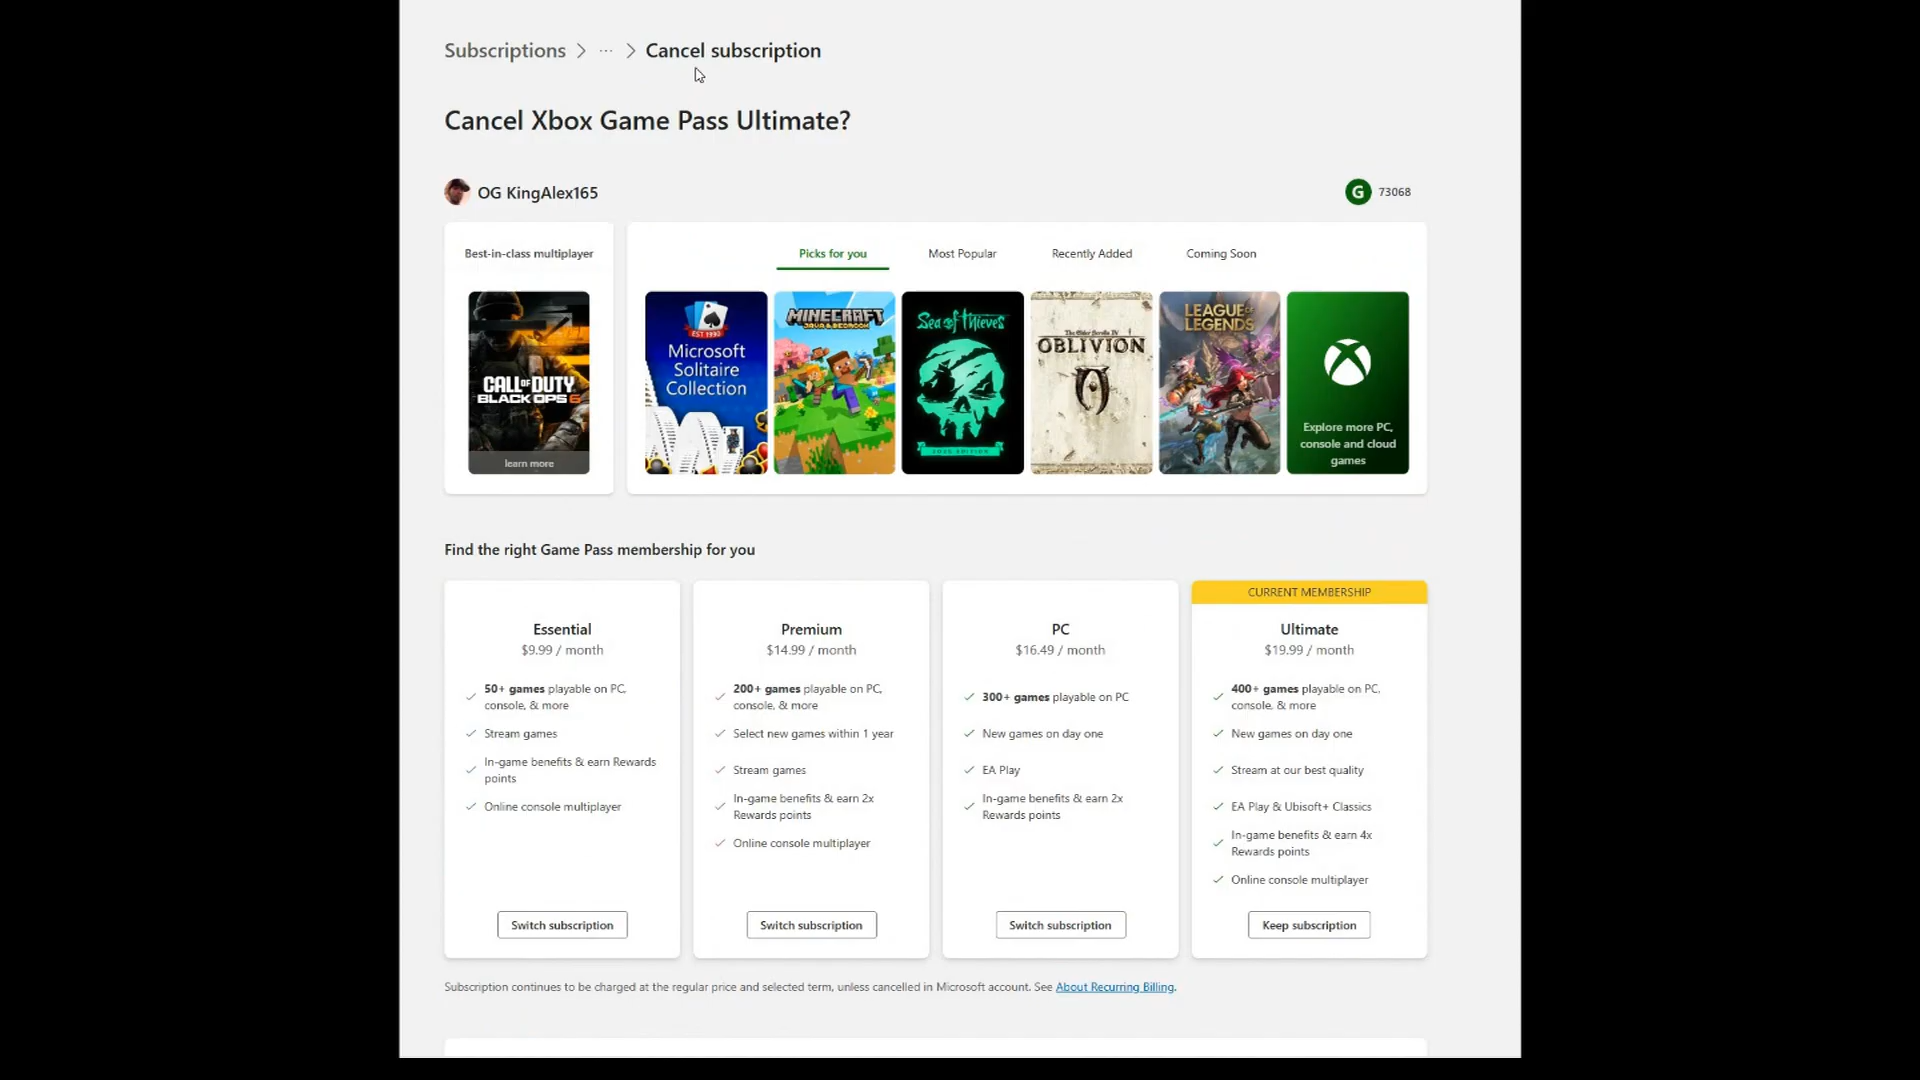 Subscriptions > ··· > Cancel subscription
Cancel Xbox Game Pass Ultimate?
OG KingAlex165
G 73068
Best-in-class multiplayer
Picks for you
Most Popular
Recently Added
Coming Soon
CALL OF DUTY
BLACK OPS 6
learn more
EST 1990
Microsoft
Solitaire
Collection
MINECRAFT
JAVA & BEDROCK
Sea of Thieves
2025 EDITION
The Elder Scrolls IV
OBLIVION
LEAGUE OF
LEGENDS
Explore more PC,
console and cloud
games
Find the right Game Pass membership for you
Essential
$9.99 / month
50+ games playable on PC,
console, & more
Stream games
In-game benefits & earn Rewards
points
Online console multiplayer
Switch subscription
Premium
$14.99 / month
200+ games playable on PC,
console, & more
Select new games within 1 year
Stream games
In-game benefits & earn 2x
Rewards points
Online console multiplayer
Switch subscription
PC
$16.49 / month
300+ games playable on PC
New games on day one
EA Play
In-game benefits & earn 2x
Rewards points
Switch subscription
CURRENT MEMBERSHIP
Ultimate
$19.99 / month
400+ games playable on PC,
console, & more
New games on day one
Stream at our best quality
EA Play & Ubisoft+ Classics
In-game benefits & earn 4x
Rewards points
Online console multiplayer
Keep subscription
Subscription continues to be charged at the regular price and selected term, unless cancelled in Microsoft account. See About Recurring Billing.